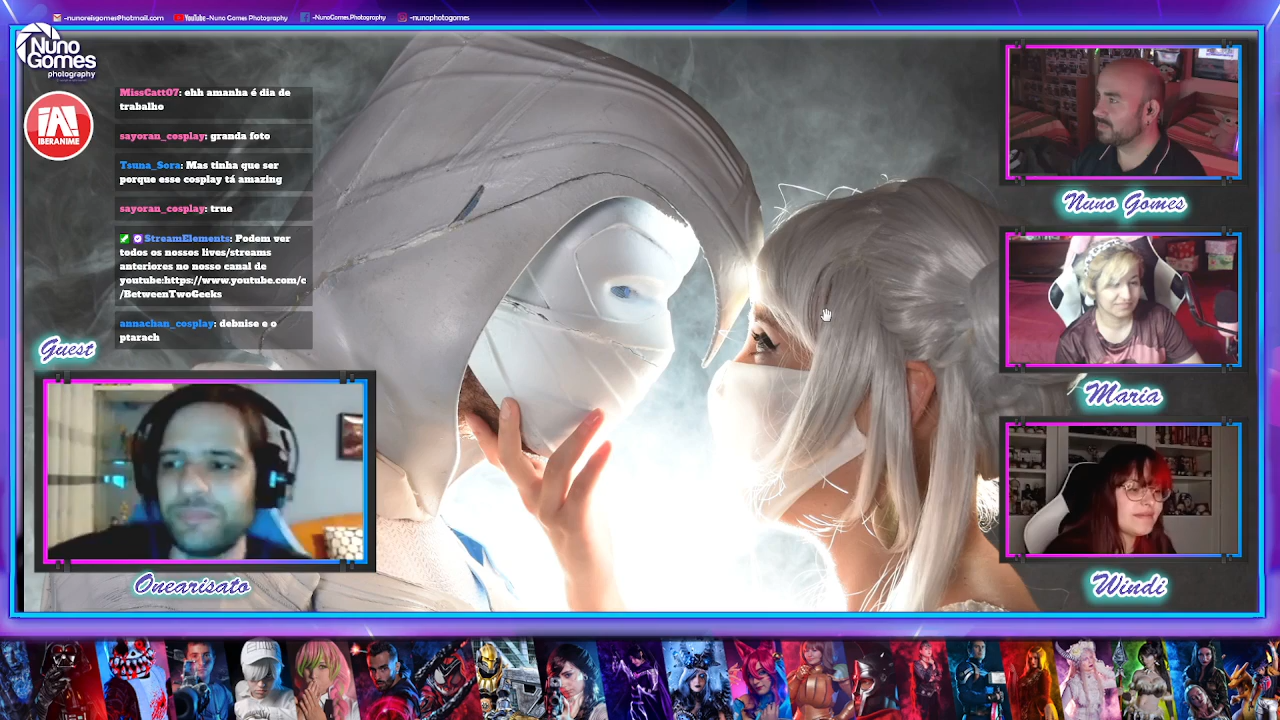 -nunoreisgomes@hotmail.com
YouTube -Nuno Gomes Photography
-NunoGomes.Photography
-nunophotogomes
Nuno
Gomes
photography
iA!
IBERANIME
MissCatt07: ehh amanha é dia de
trabalho
sayoran_cosplay: granda foto
Tsuna_Sora: Mas tinha que ser
porque esse cosplay tá amazing
sayoran_cosplay: true
StreamElements: Podem ver
todos os nossos lives/streams
anteriores no nosso canal de
youtube:https://www.youtube.com/c
/BetweenTwoGeeks
annachan_cosplay: debnise e o
ptarach
Guest
Onearisato
Nuno Gomes
Maria
Windi